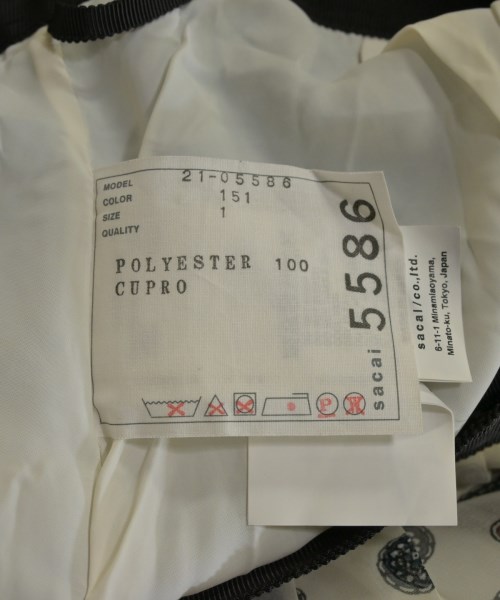 MODEL 21-05586
COLOR 151
SIZE 1
QUALITY
POLYESTER 100
CUPRO
P
sacai 5586
sacai/co.,ltd.
6-11-1 Minamiaoyama,
Minato-ku, Tokyo, Japan